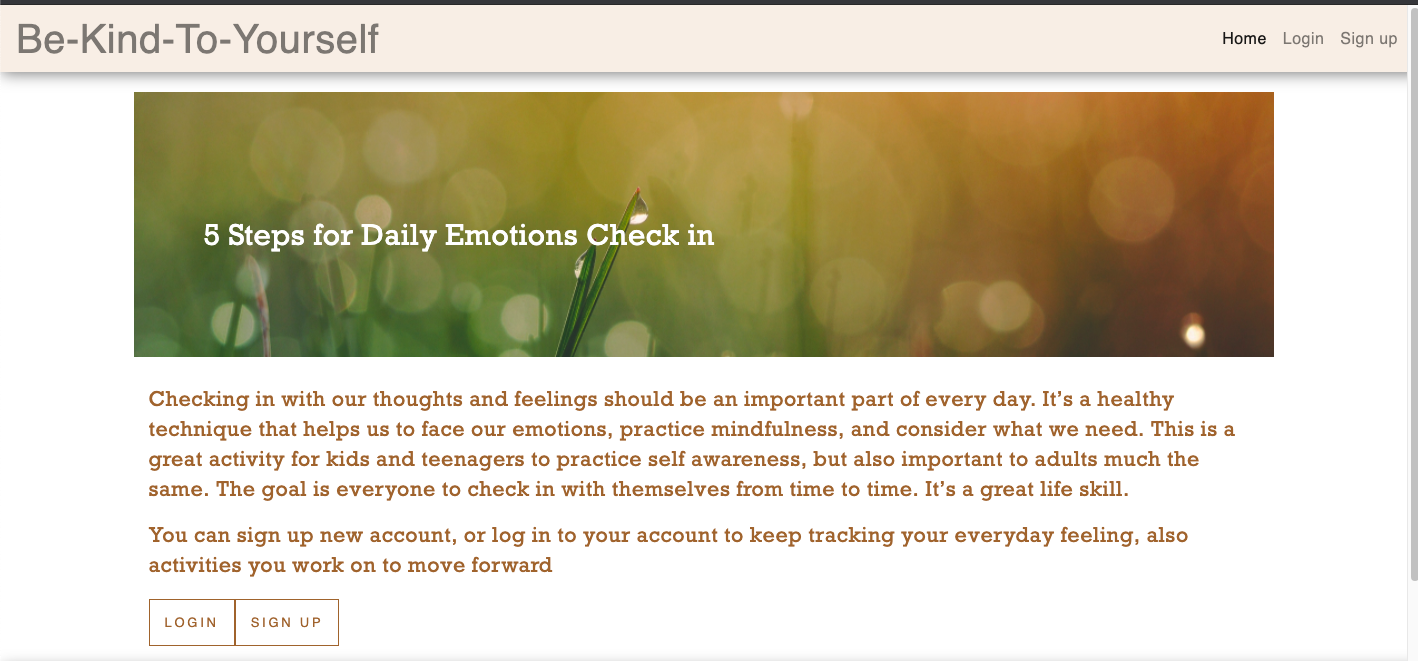 Be-Kind-To-Yourself
Home Login Sign up
5 Steps for Daily Emotions Check in
Checking in with our thoughts and feelings should be an important part of every day. It's a healthy
technique that helps us to face our emotions, practice mindfulness, and consider what we need. This is a
great activity for kids and teenagers to practice self awareness, but also important to adults much the
same. The goal is everyone to check in with themselves from time to time. It's a great life skill.
You can sign up new account, or log in to your account to keep tracking your everyday feeling, also
activities you work on to move forward
LOGIN SIGN UP